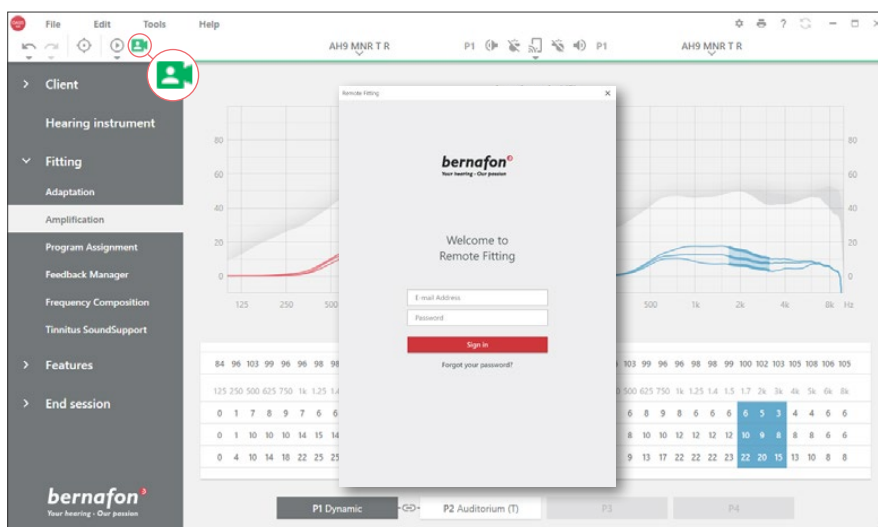 OASIS
File Edit Tools Help
AH9 MNR T R P1 P1 AH9 MNR T R
Client
Hearing instrument
Fitting
Adaptation
Amplification
Program Assignment
Feedback Manager
Frequency Composition
Tinnitus SoundSupport
Features
End session
bernafon
Your hearing • Our passion
Remote Fitting
bernafon
Your hearing • Our passion
Welcome to
Remote Fitting
E-mail Address
Password
Sign in
Forgot your password?
80 80
60 60
40 40
20 20
0 0
125 250 500 500 1k 2k 4k 8k Hz
84 96 103 99 96 96 98 103 99 96 96 98 98 99 100 102 103 105 108 106 105
125 250 500 625 750 1k 1.25 500 625 750 1k 1.25 1.4 1.5 1.7 2k 3k 4k 5k 6k 8k
0 1 7 8 9 7 6 6 6 8 9 8 6 6 6 6 5 3 4 4 6 6
0 1 10 10 10 14 15 14 8 10 10 12 12 12 12 10 9 8 8 8 6 6
0 4 10 14 18 22 25 25 9 13 17 22 22 22 23 22 20 15 13 10 8 8
P1 Dynamic P2 Auditorium (T) P3 P4